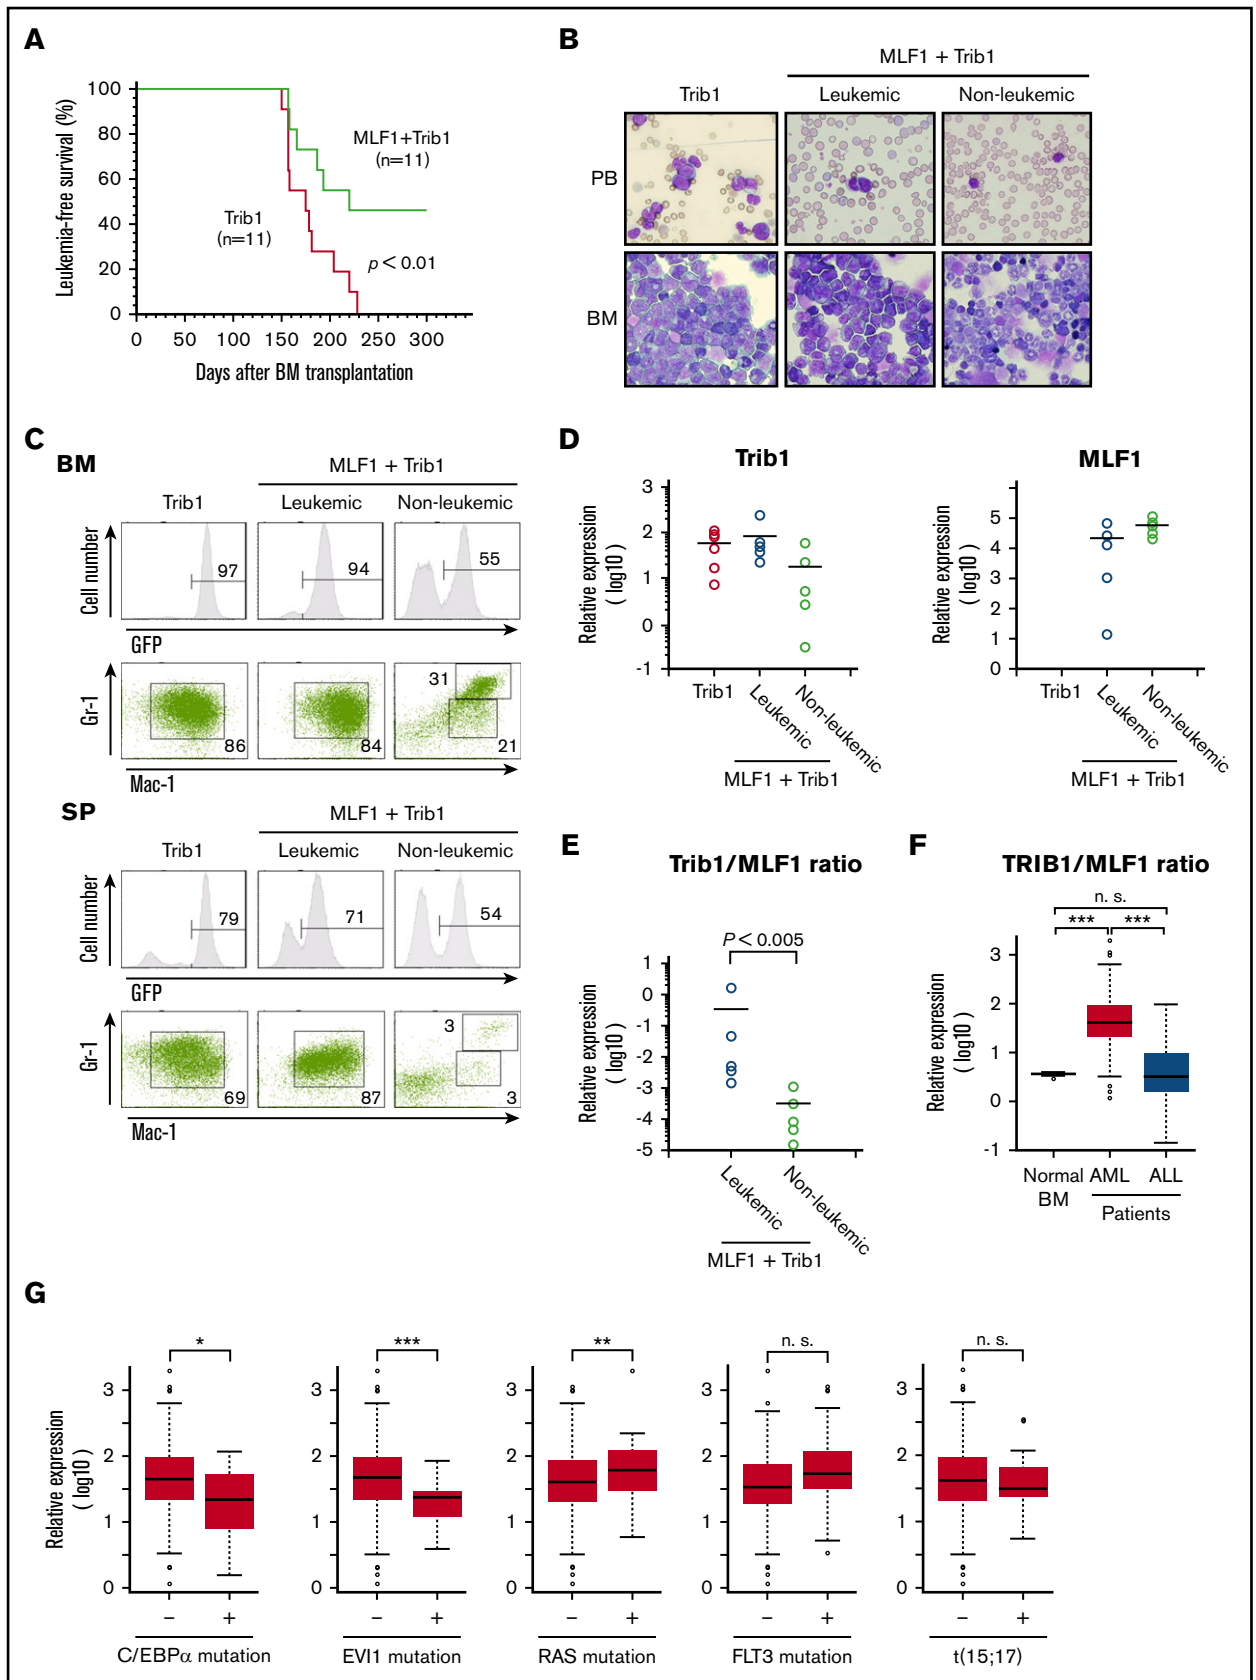 A
Leukemia-free survival (%)
100
80
60
40
20
0
0 50 100 150 200 250 300
Days after BM transplantation
MLF1+Trib1
(n=11)
Trib1
(n=11)
p < 0.01
B
MLF1 + Trib1
Trib1 Leukemic Non-leukemic
PB
BM
C
BM
MLF1 + Trib1
Trib1 Leukemic Non-leukemic
Cell number
97 94 55
GFP
Gr-1
86 84 31 21
Mac-1
SP
MLF1 + Trib1
Trib1 Leukemic Non-leukemic
Cell number
79 71 54
GFP
Gr-1
69 87 3 3
Mac-1
D
Trib1
Relative expression
( log10 )
3
2
1
0
-1
Trib1 Leukemic Non-leukemic
MLF1 + Trib1
MLF1
Relative expression
( log10 )
5
4
3
2
1
0
Trib1 Leukemic Non-leukemic
MLF1 + Trib1
E
Trib1/MLF1 ratio
P < 0.005
Relative expression
( log10 )
1
0
-1
-2
-3
-4
-5
Leukemic Non-leukemic
MLF1 + Trib1
F
TRIB1/MLF1 ratio
n. s.
*** ***
Relative expression
( log10 )
3
2
1
0
-1
Normal BM AML ALL
Patients
G
Relative expression
( log10 )
*
3
2
1
0
− +
C/EBPα mutation
***
3
2
1
0
− +
EVI1 mutation
**
3
2
1
0
− +
RAS mutation
n. s.
3
2
1
0
− +
FLT3 mutation
n. s.
3
2
1
0
− +
t(15;17)